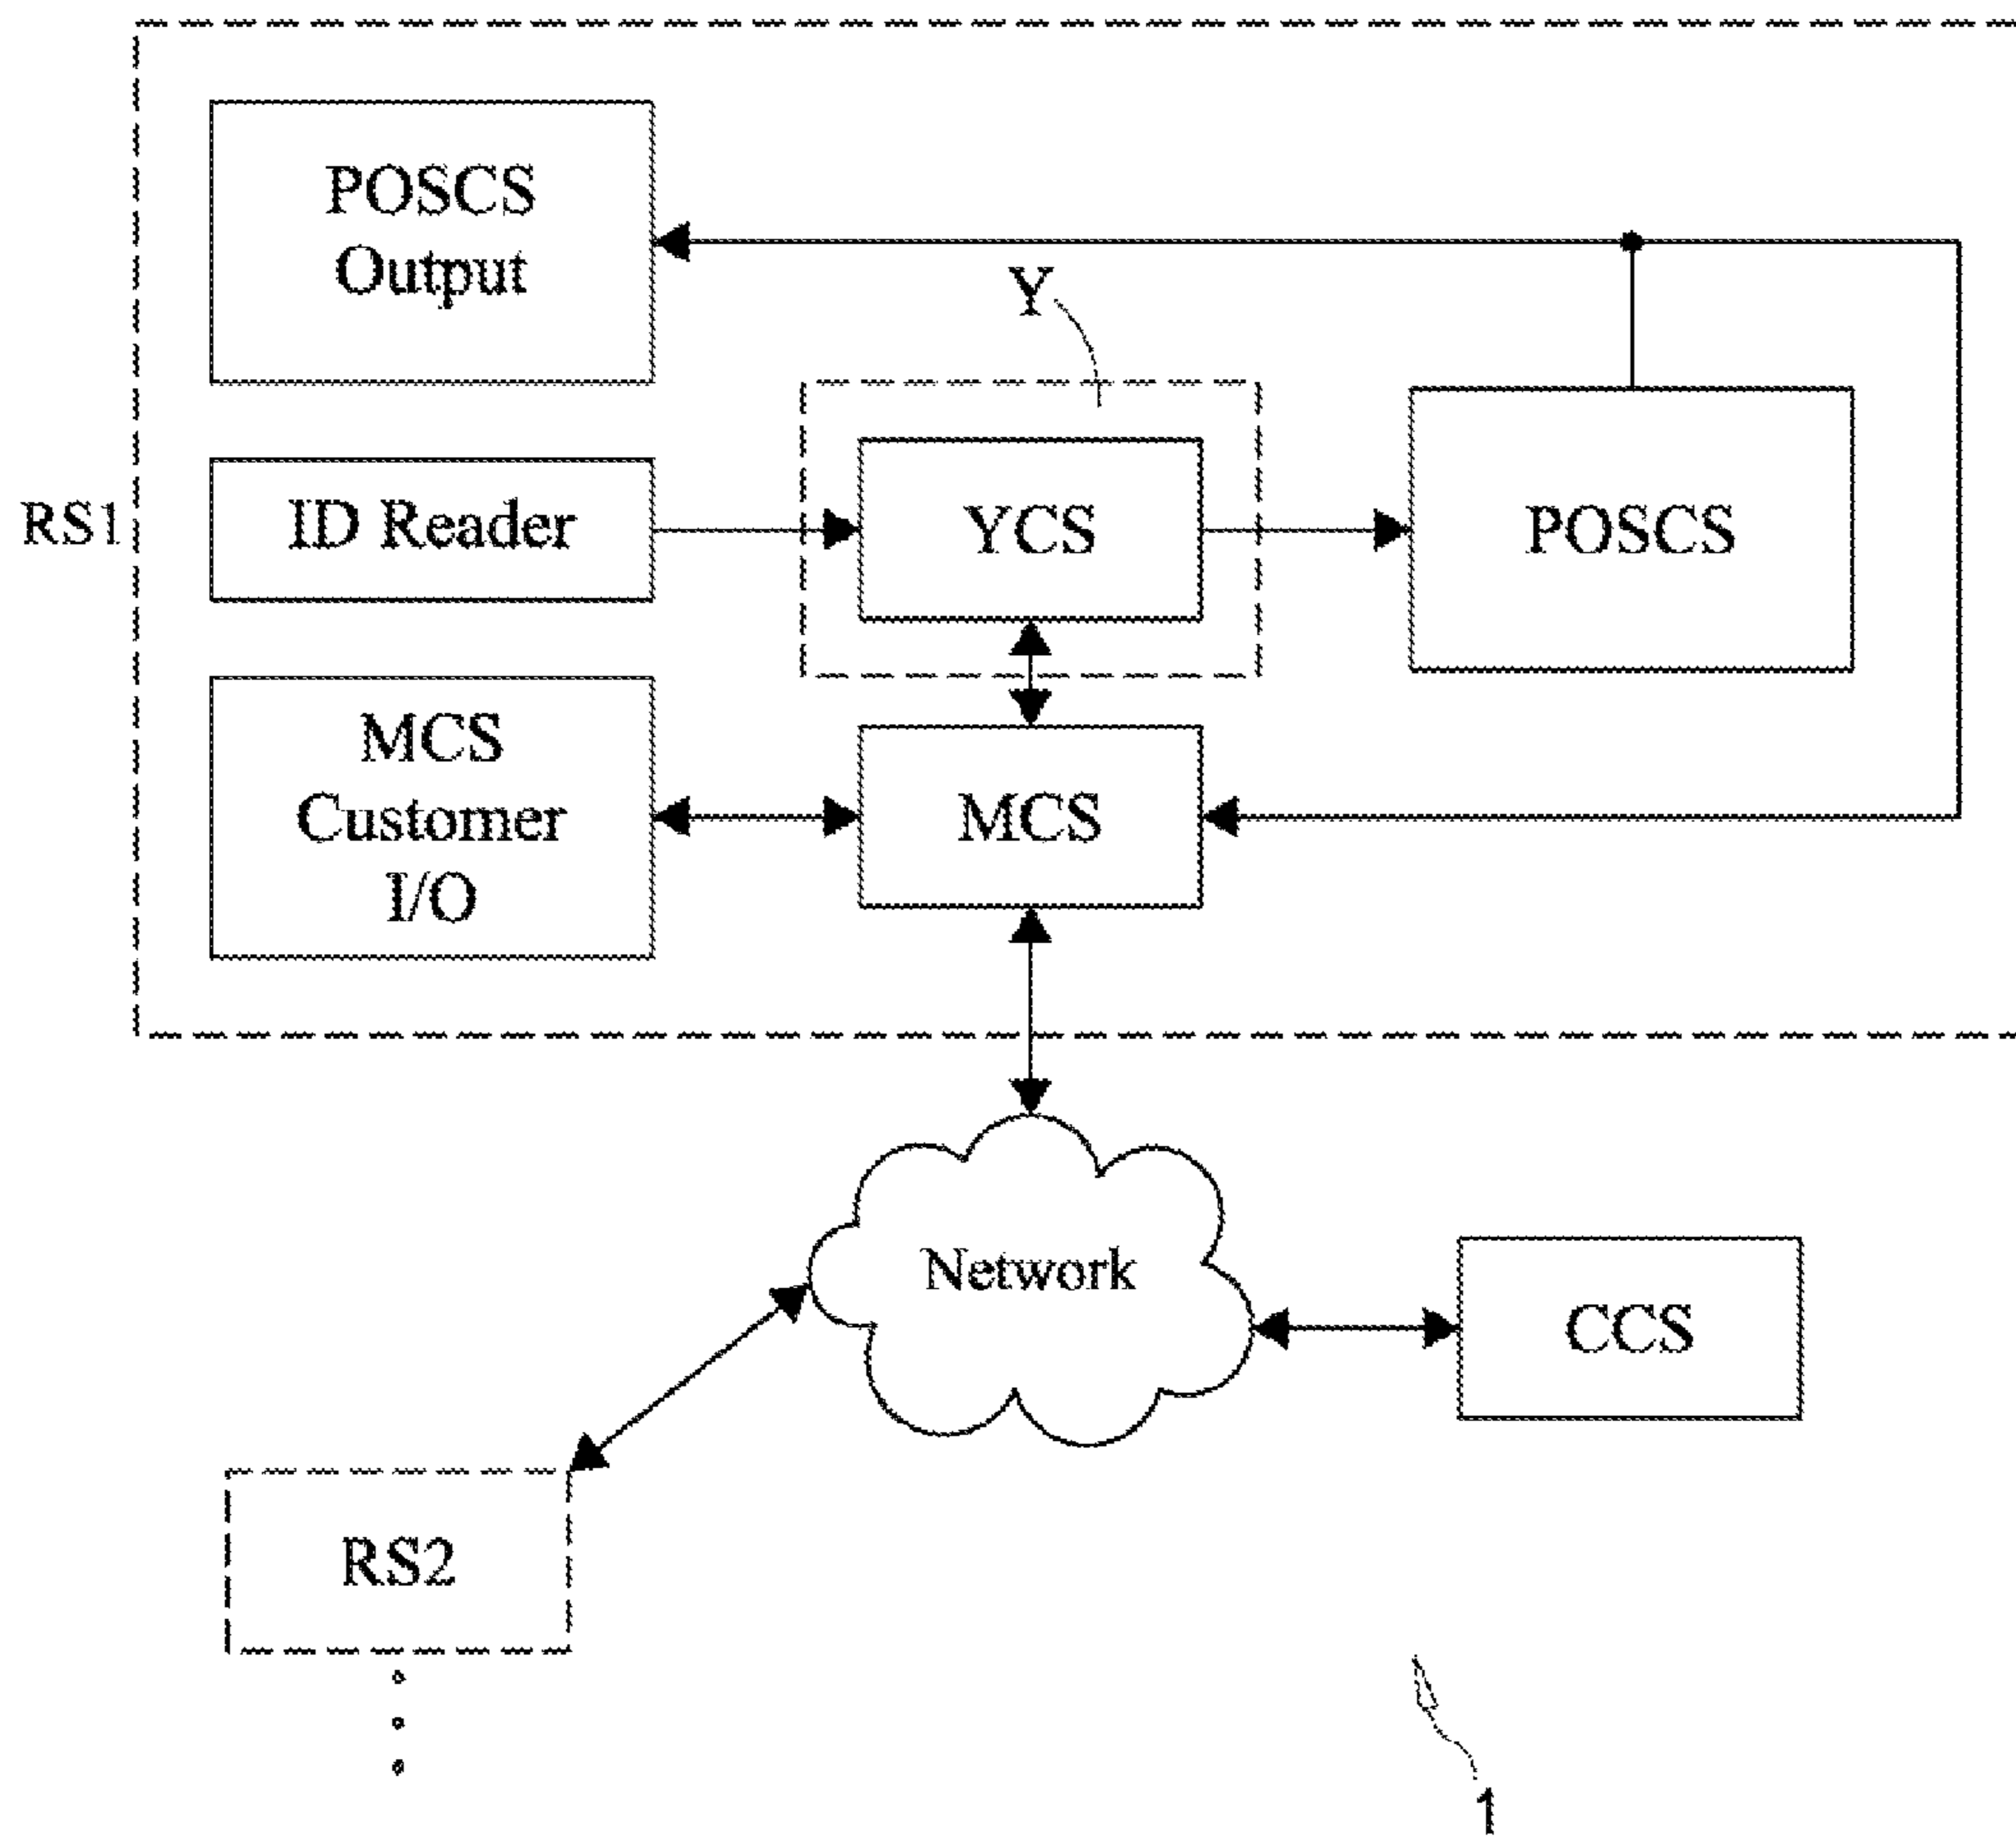 POSCS
Output
Y
RS1
ID Reader
YCS
POSCS
MCS
Customer
I/O
MCS
Network
CCS
RS2
1